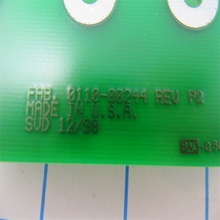 FAB. 0110-20244 REV P2
MADE IN U.S.A.
SUD 12/98